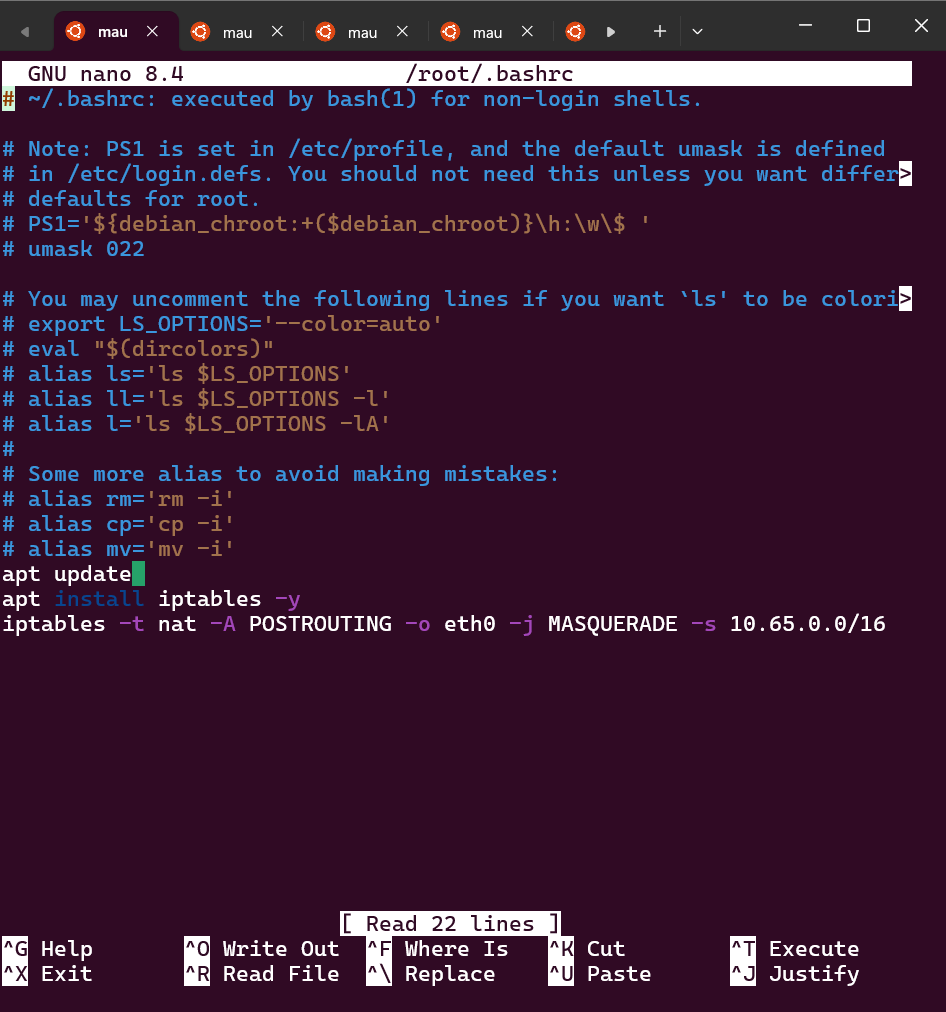 mau
mau
mau
mau
GNU nano 8.4 /root/.bashrc
# ~/.bashrc: executed by bash(1) for non-login shells.
# Note: PS1 is set in /etc/profile, and the default umask is defined
# in /etc/login.defs. You should not need this unless you want differ>
# defaults for root.
# PS1='${debian_chroot:+($debian_chroot)}\h:\w\$ '
# umask 022
# You may uncomment the following lines if you want `ls' to be colori>
# export LS_OPTIONS='--color=auto'
# eval "$(dircolors)"
# alias ls='ls $LS_OPTIONS'
# alias ll='ls $LS_OPTIONS -l'
# alias l='ls $LS_OPTIONS -lA'
#
# Some more alias to avoid making mistakes:
# alias rm='rm -i'
# alias cp='cp -i'
# alias mv='mv -i'
apt update
apt install iptables -y
iptables -t nat -A POSTROUTING -o eth0 -j MASQUERADE -s 10.65.0.0/16
[ Read 22 lines ]
^G Help ^O Write Out ^F Where Is ^K Cut ^T Execute
^X Exit ^R Read File ^\ Replace ^U Paste ^J Justify